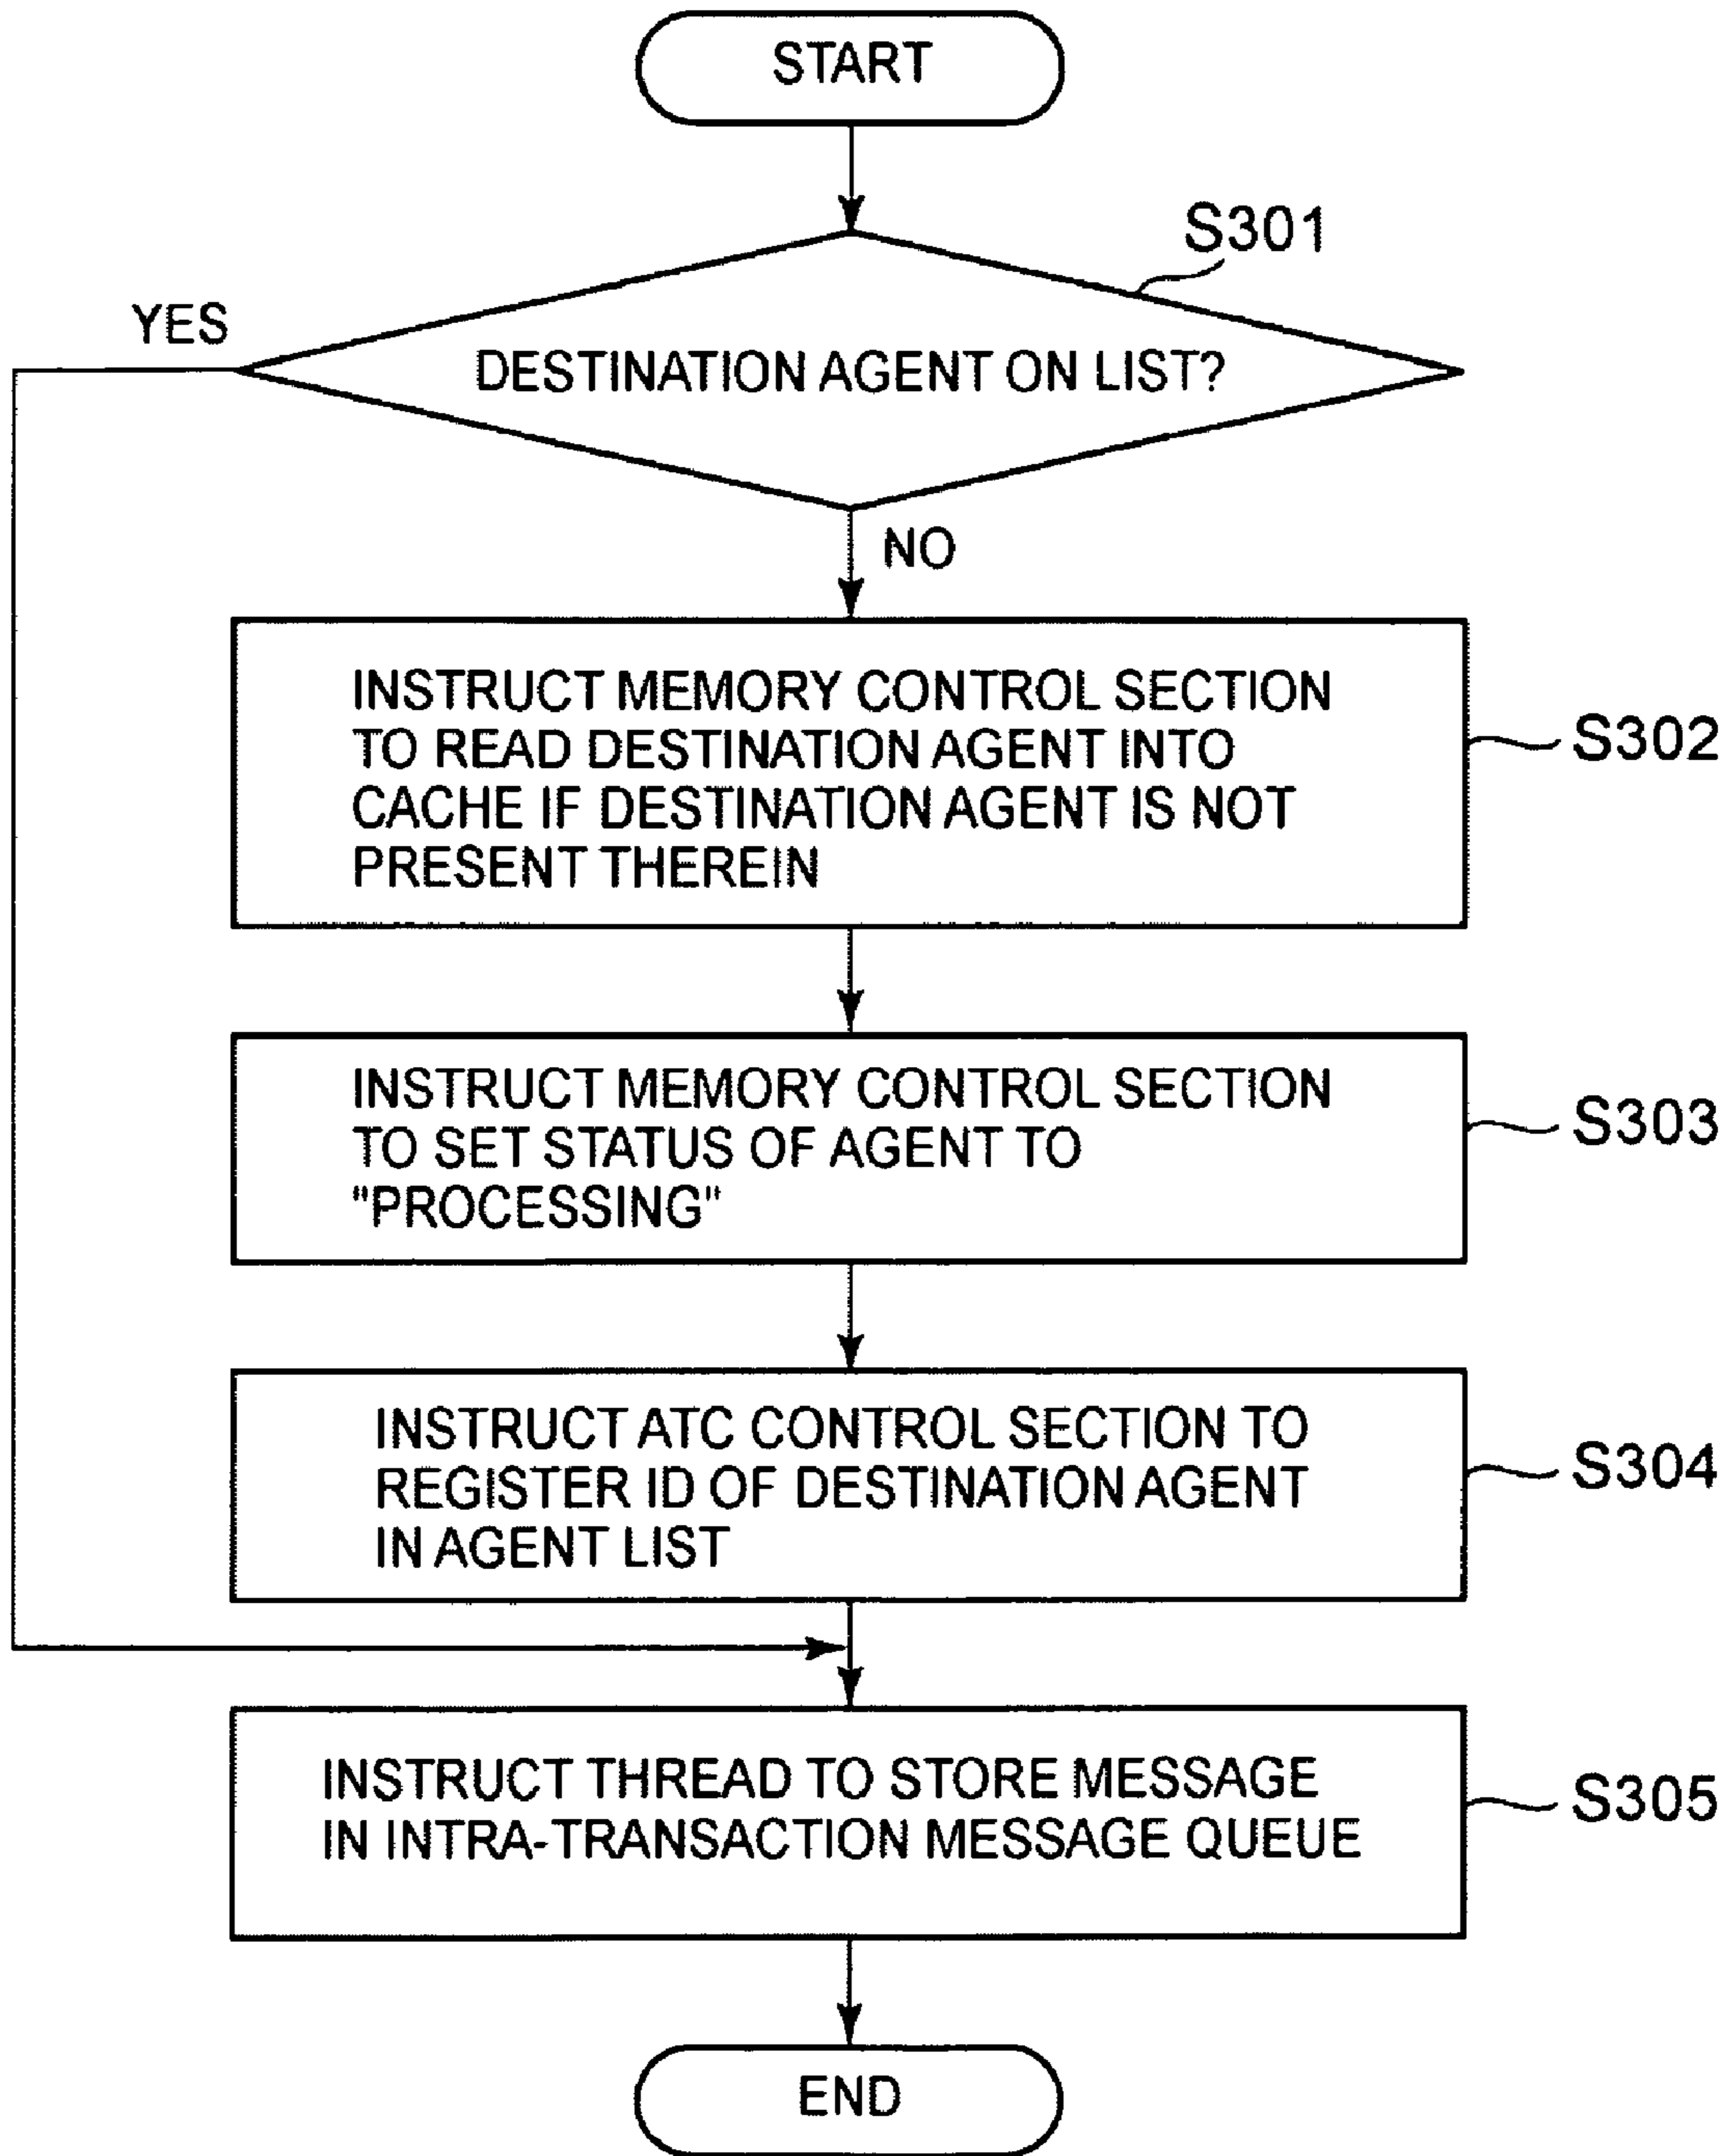 START
S301
YES
DESTINATION AGENT ON LIST?
NO
INSTRUCT MEMORY CONTROL SECTION
TO READ DESTINATION AGENT INTO
CACHE IF DESTINATION AGENT IS NOT
PRESENT THEREIN
S302
INSTRUCT MEMORY CONTROL SECTION
TO SET STATUS OF AGENT TO
"PROCESSING"
S303
INSTRUCT ATC CONTROL SECTION TO
REGISTER ID OF DESTINATION AGENT
IN AGENT LIST
S304
INSTRUCT THREAD TO STORE MESSAGE
IN INTRA-TRANSACTION MESSAGE QUEUE
S305
END